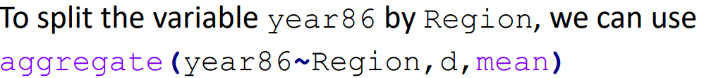 To split the variable year86 by Region, we can use
aggregate(year86~Region,d,mean)